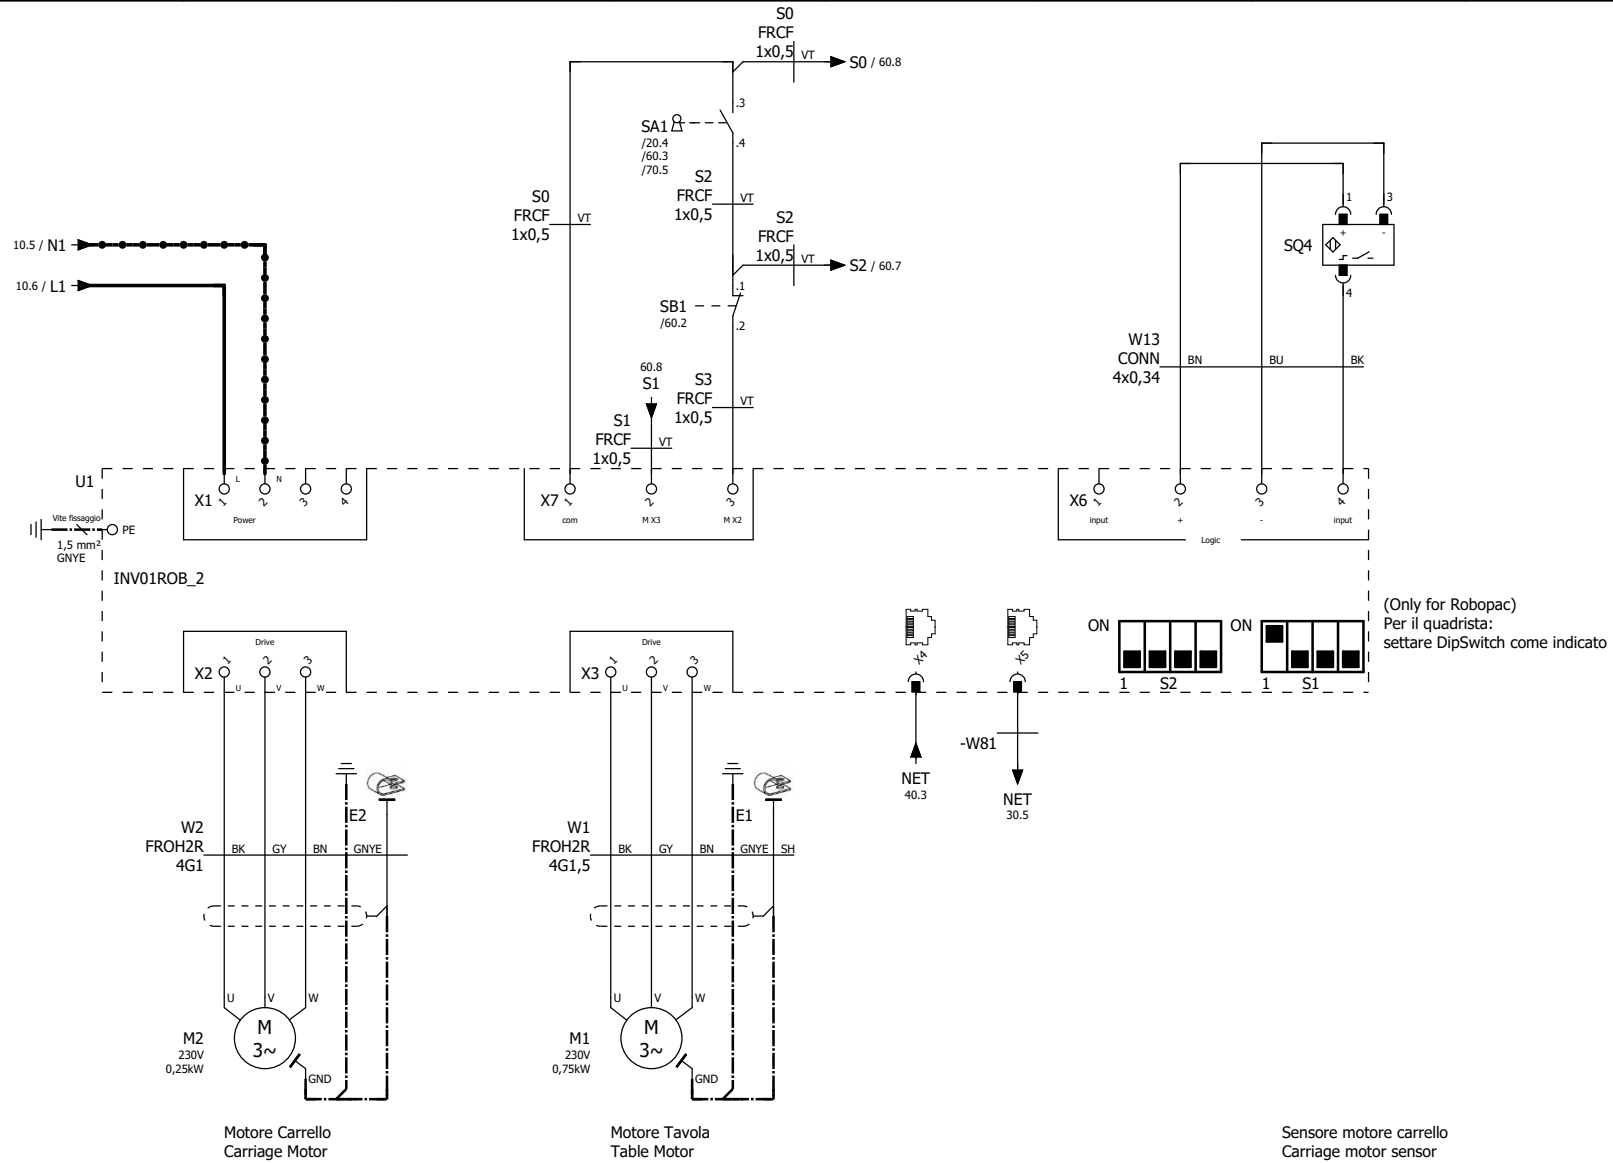 S0
FRCF
1x0,5 VT
S0 / 60.8
.3
SA1
/20.4
/60.3
/70.5
.4
S2
FRCF
1x0,5 VT
S0
FRCF
1x0,5 VT
S2
FRCF
1x0,5 VT
S2 / 60.7
.1
SB1
/60.2
.2
60.8
S1
S3
FRCF
1x0,5 VT
S1
FRCF
1x0,5 VT
10.5 / N1
10.6 / L1
1 3
+ -
SQ4
4
W13
CONN
4x0,34
BN BU BK
U1
L N
X1 1 2 3 4
Power
X7 1 2 3
com M X3 M X2
X6 1 2 3 4
input + - input
Logic
Vite fissaggio
PE
1,5 mm²
GNYE
INV01ROB_2
Drive
X2 1 2 3
U V W
Drive
X3 1 2 3
U V W
X4
X5
ON
1 S2
ON
1 S1
(Only for Robopac)
Per il quadrista:
settare DipSwitch come indicato
-W81
NET
40.3
NET
30.5
E2
W2
FROH2R
4G1
BK GY BN GNYE
E1
W1
FROH2R
4G1,5
BK GY BN GNYE SH
U V W
M
3~
M2
230V
0,25kW
GND
U V W
M
3~
M1
230V
0,75kW
GND
Motore Carrello
Carriage Motor
Motore Tavola
Table Motor
Sensore motore carrello
Carriage motor sensor